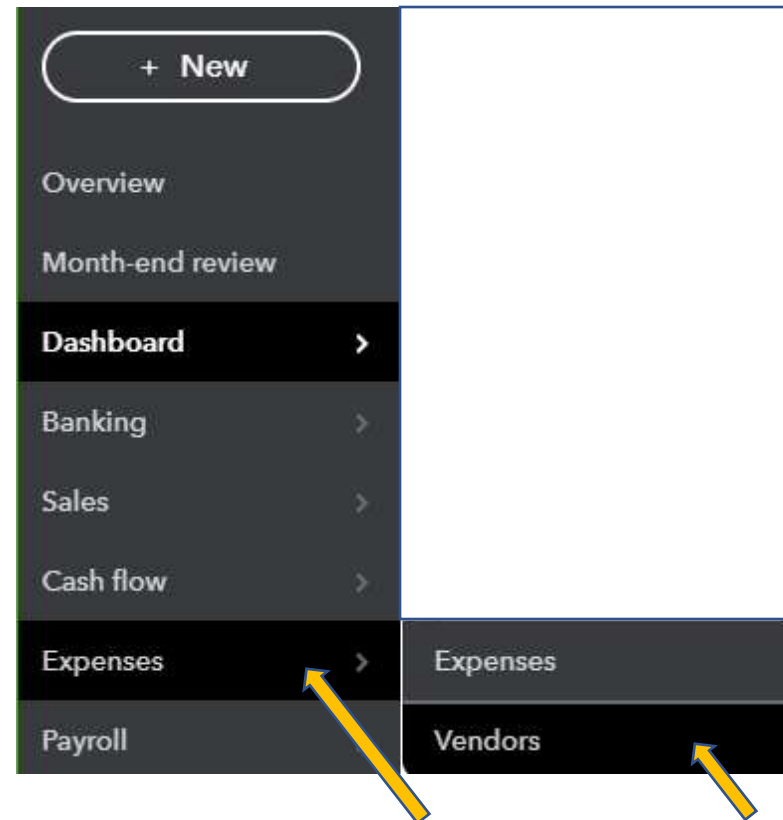 + New
Overview
Month-end review
Dashboard
Banking
Sales
Cash flow
Expenses
Payroll
Expenses
Vendors